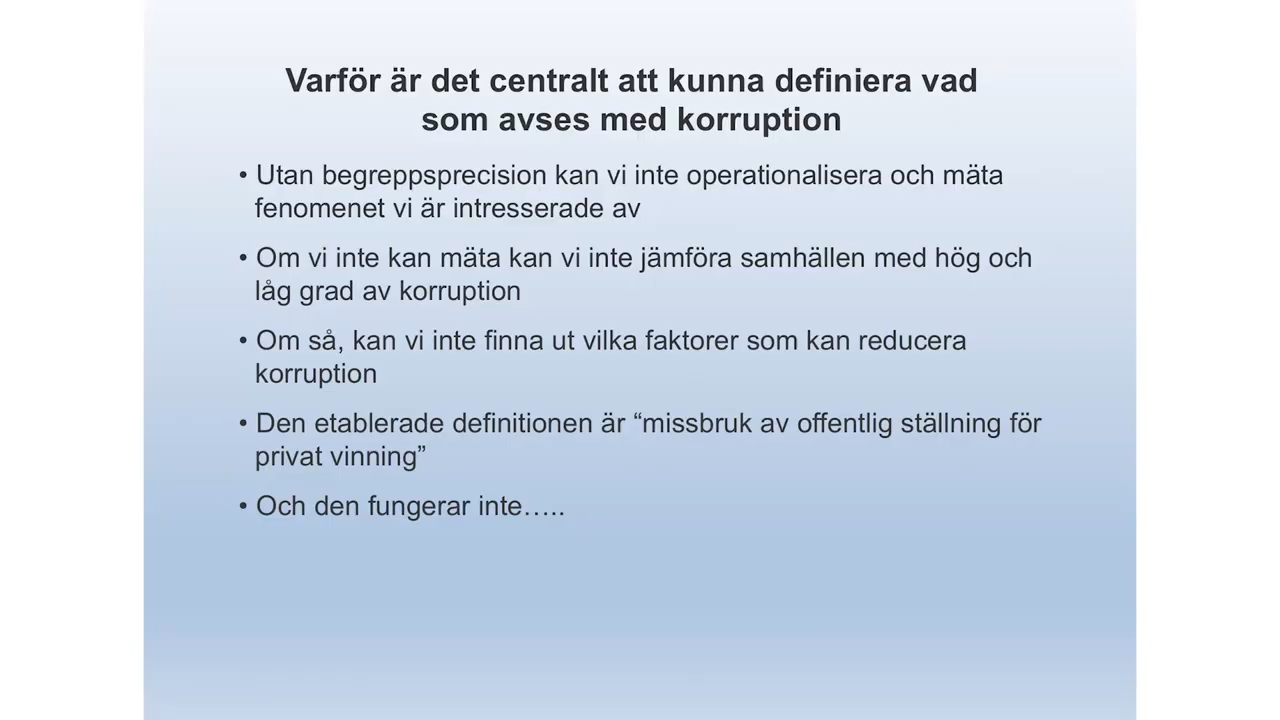 Varför är det centralt att kunna definiera vad
som avses med korruption
• Utan begreppsprecision kan vi inte operationalisera och mäta
fenomenet vi är intresserade av
• Om vi inte kan mäta kan vi inte jämföra samhällen med hög och
låg grad av korruption
• Om så, kan vi inte finna ut vilka faktorer som kan reducera
korruption
• Den etablerade definitionen är “missbruk av offentlig ställning för
privat vinning”
• Och den fungerar inte…..